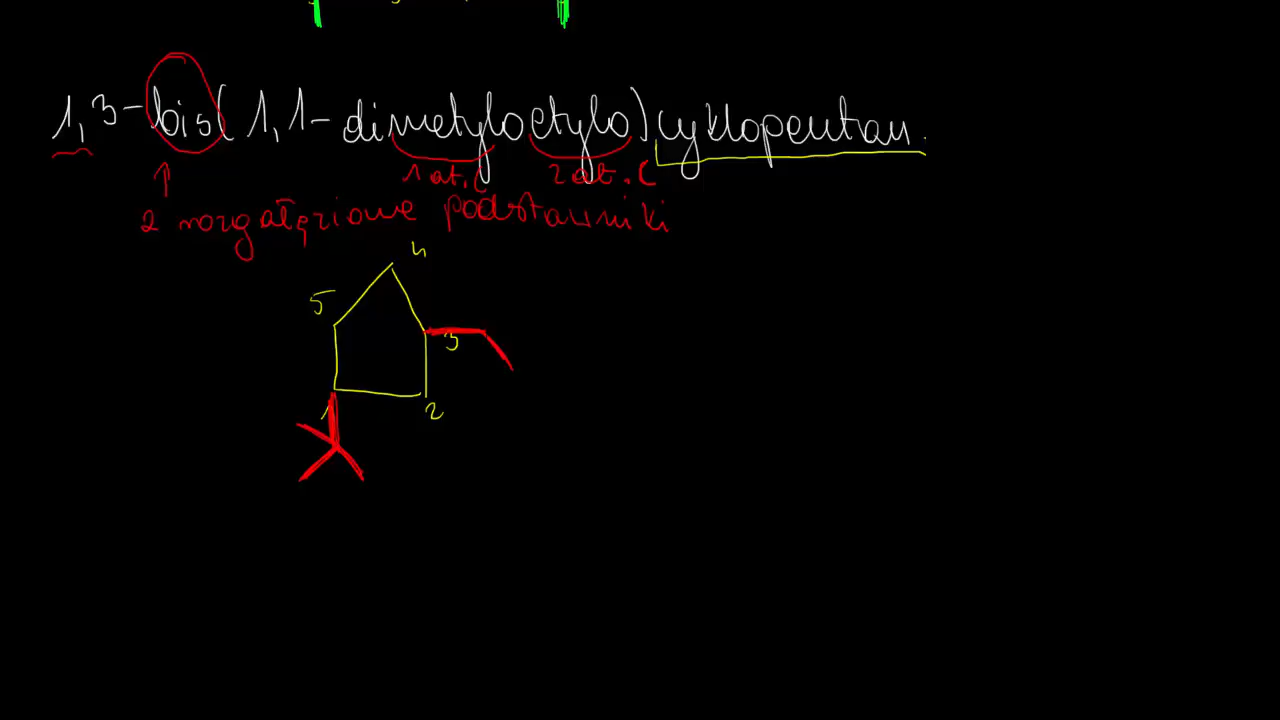 1,3-bis(1,1-dimetyloetylo)cyklopentan.
1 at. C 2 at. C
2 rozgałęzione podstawniki
4
5
3
1
2